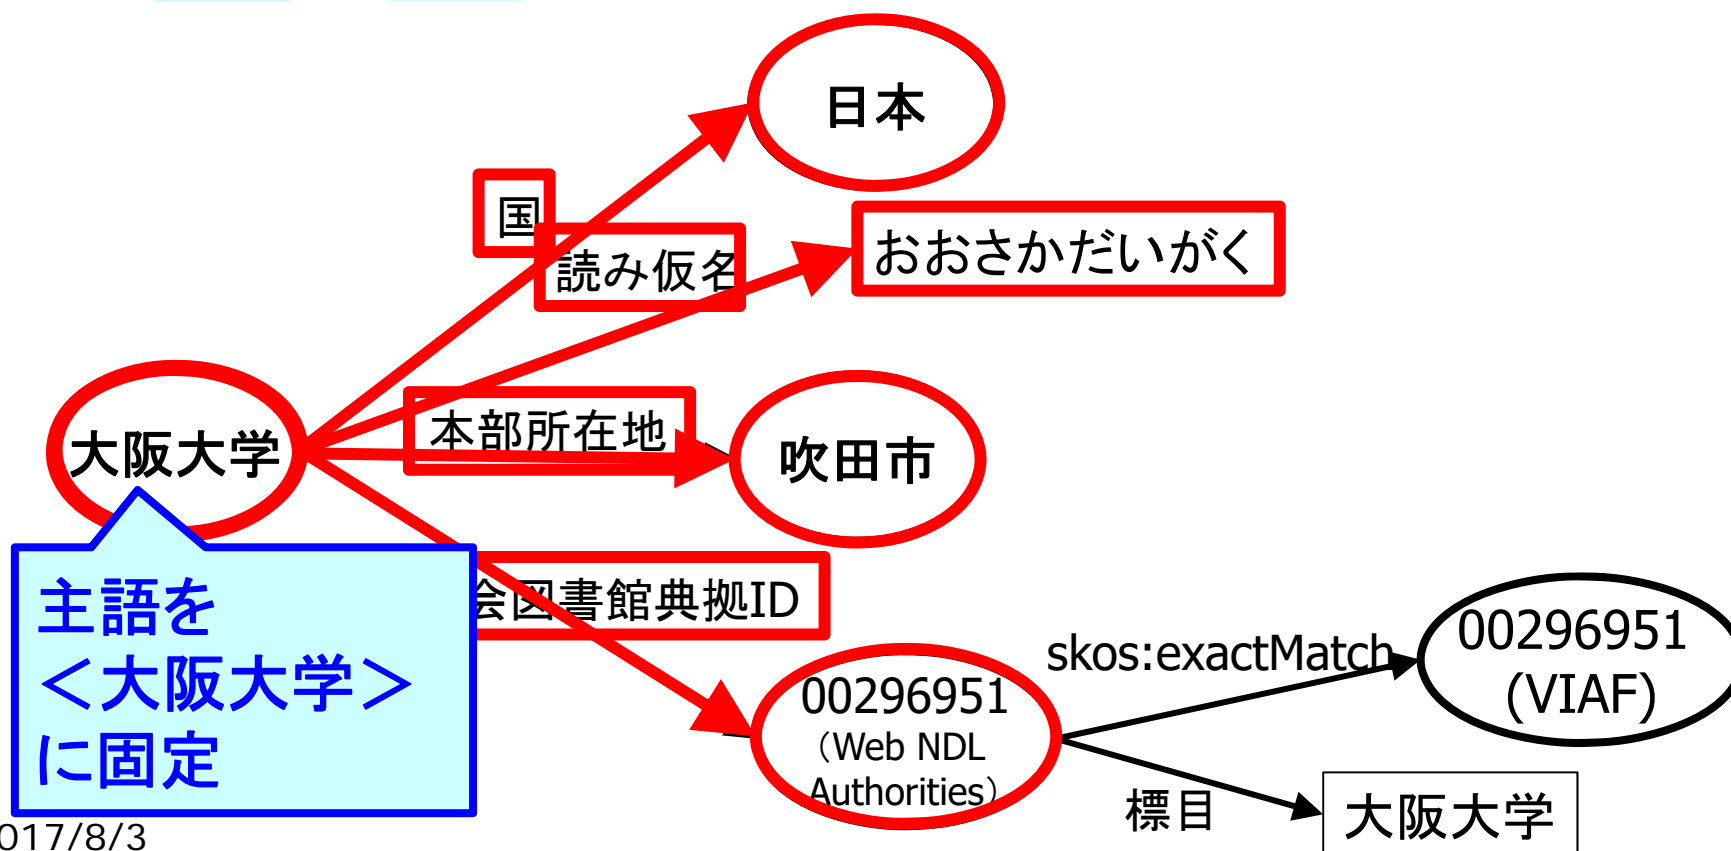 日本
国
読み仮名
おおさかだいがく
大阪大学
本部所在地
吹田市
主語を
＜大阪大学＞
に固定
会図書館典拠ID
00296951
（Web NDL
Authorities）
skos:exactMatch
00296951
(VIAF)
標目
大阪大学
017/8/3